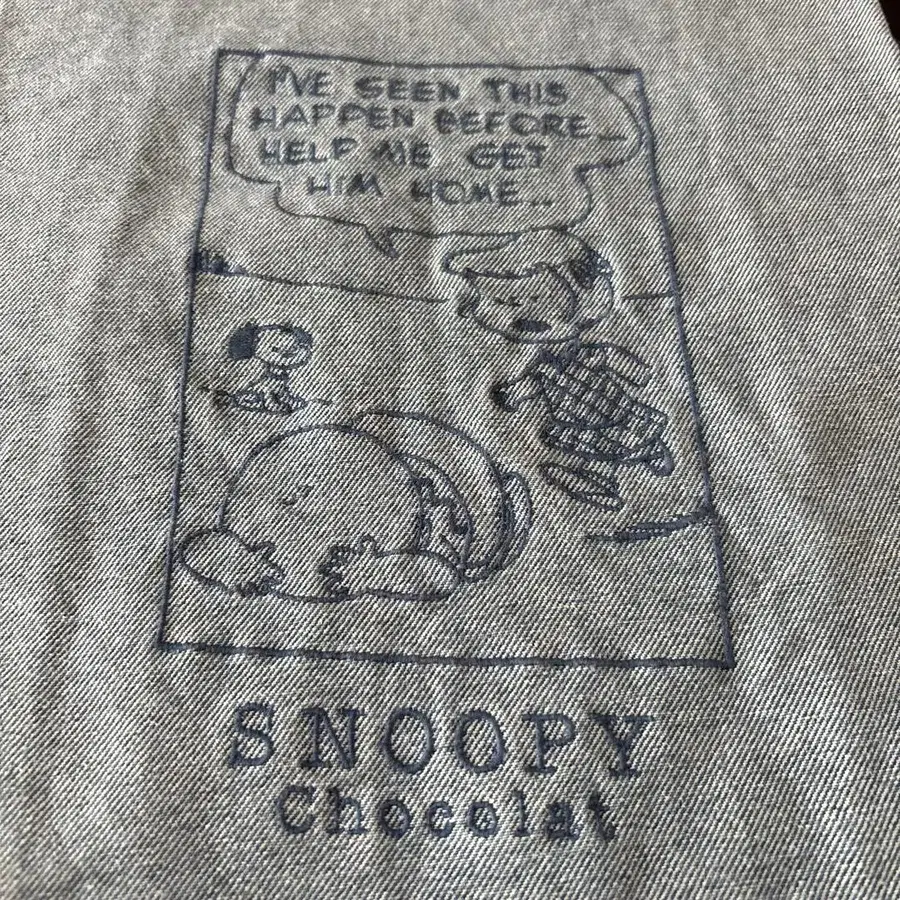 I'VE SEEN THIS
HAPPEN BEFORE..
HELP ME GET
HIM HOME...
SNOOPY
Chocolat